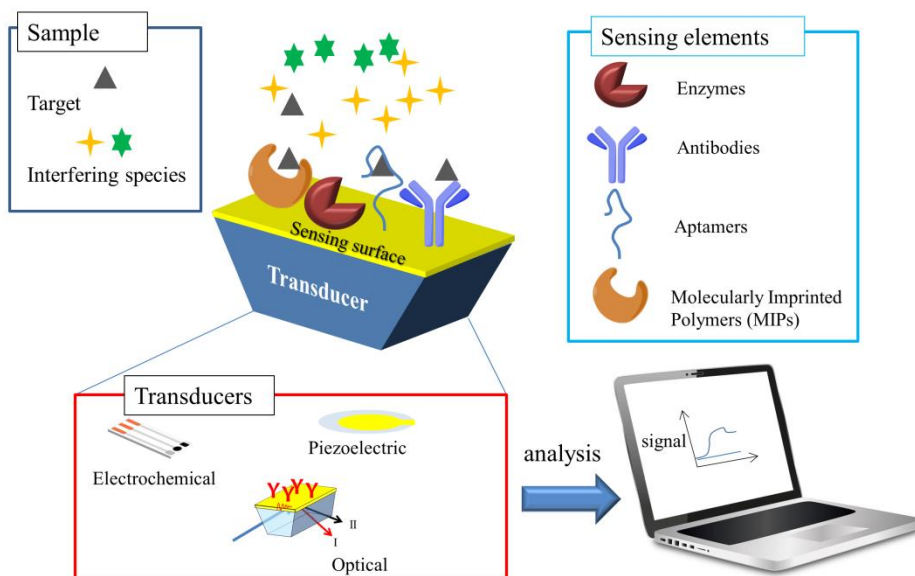 Sample
Target
Interfering species
Sensing elements
Enzymes
Antibodies
Aptamers
Molecularly Imprinted
Polymers (MIPs)
Sensing surface
Transducer
Transducers
Electrochemical
Piezoelectric
II
I
Optical
analysis
signal